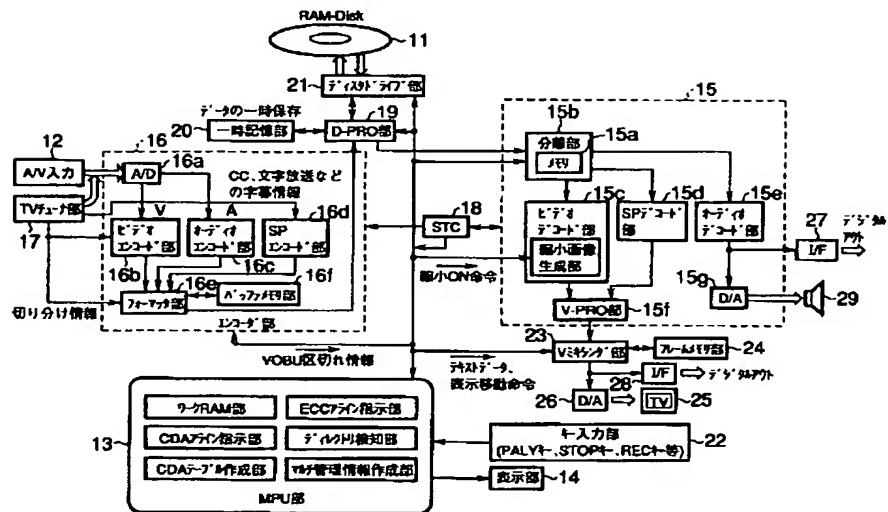 RAM-Disk
11
21
ディスクドライブ部
データの一時保存
19
20
一時記憶部
D-PRO部
15
15b
分離部
15a
メモリ
12
A/V入力
16
16a
A/D
CC、文字放送など
の字幕情報
TVチューナ部
17
V
A
16d
ビデオ
エンコード部
オーディオ
エンコード部
SP
エンコード部
16b
16c
16e
16f
フォーマッタ部
バッファメモリ部
切り分け情報
エンコーダ部
18
STC
15c
15d
15e
ビデオ
デコード部
縮小画像
生成部
SPデコード
部
オーディオ
デコード部
27
デジタル
アウト
I/F
縮小ON命令
15g
D/A
29
V-PRO部
15f
VOBU区切れ情報
23
Vミキシング部
フレームメモリ部
24
テキストデータ、
表示移動命令
I/F
デジタルアウト
28
26
D/A
TV
25
13
ワークRAM部
ECCアライン指示部
CDAアライン指示部
ディレクトリ検知部
CDAテーブル作成部
マルチ管理情報作成部
MPU部
キー入力部
(PALYキー、STOPキー、RECキー等)
22
表示部
14